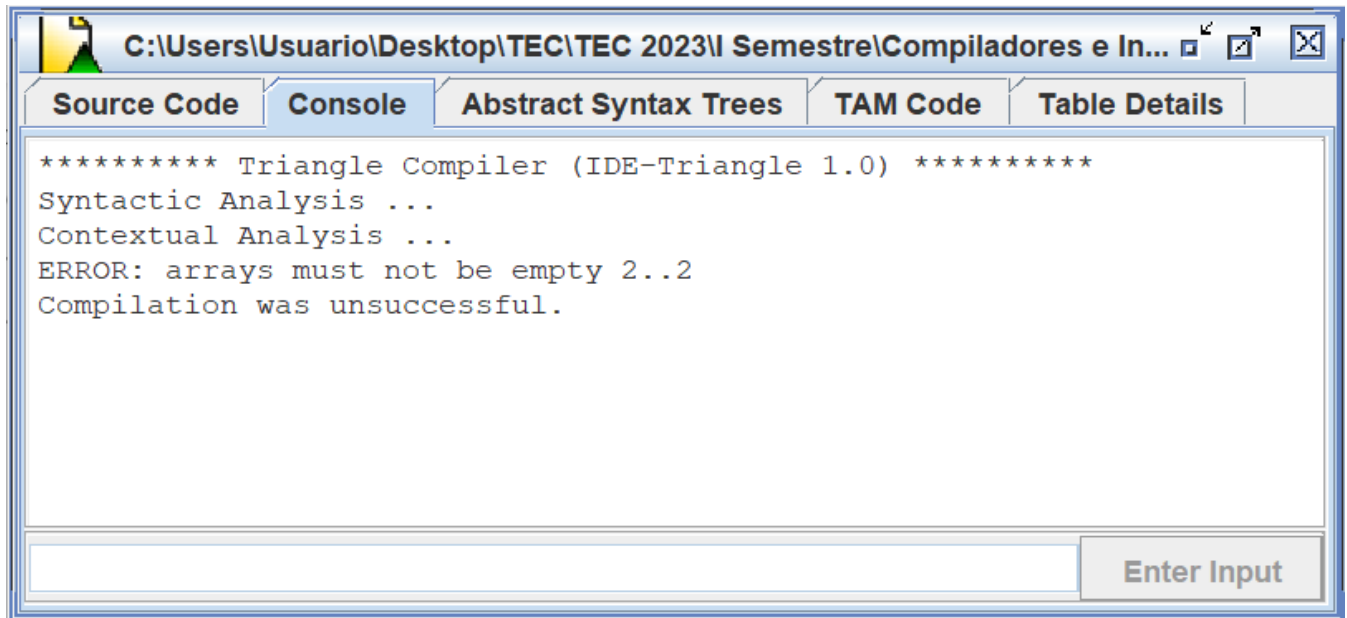 C:\Users\Usuario\Desktop\TEC\TEC 2023\I Semestre\Compiladores e In...
Source Code Console Abstract Syntax Trees TAM Code Table Details
********** Triangle Compiler (IDE-Triangle 1.0) **********
Syntactic Analysis ...
Contextual Analysis ...
ERROR: arrays must not be empty 2..2
Compilation was unsuccessful.
Enter Input